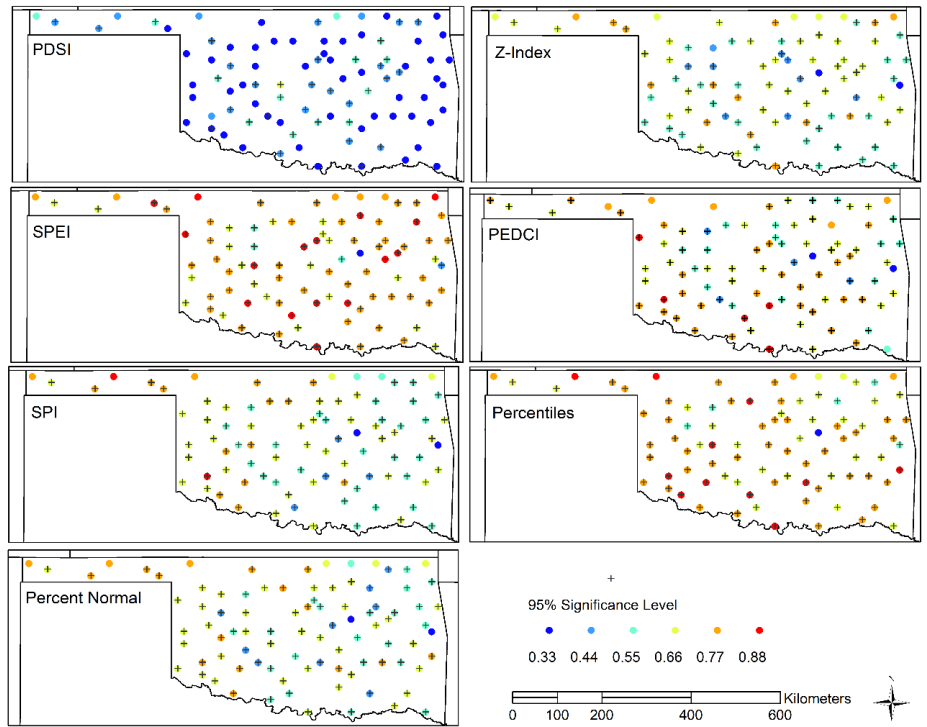 PDSI
Z-Index
SPEI
PEDCI
SPI
Percentiles
Percent Normal
95% Significance Level
0.33 0.44 0.55 0.66 0.77 0.88
Kilometers
0 100 200 400 600